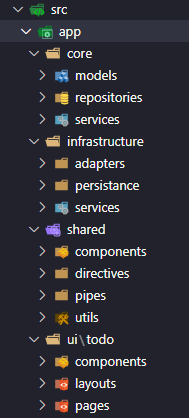 src
app
core
models
repositories
services
infrastructure
adapters
persistance
services
shared
components
directives
pipes
utils
ui\todo
components
layouts
pages